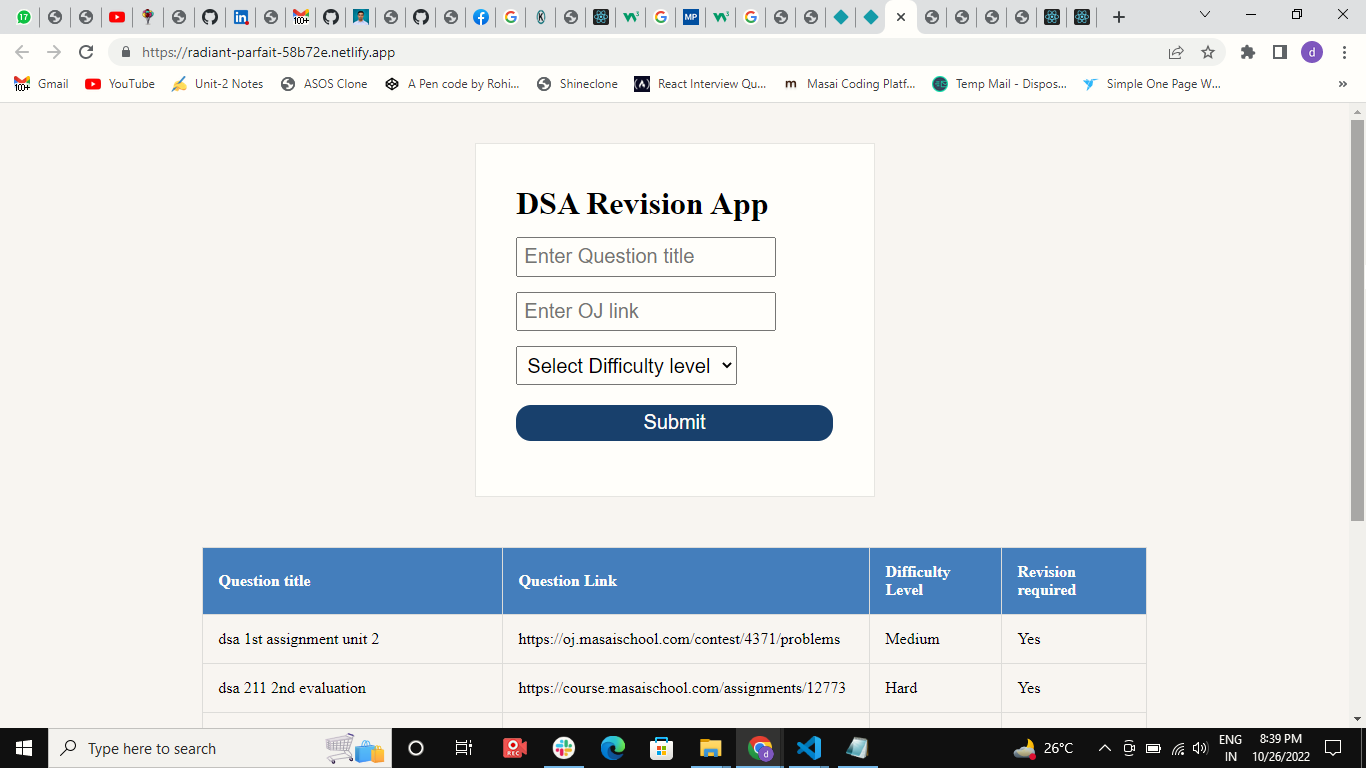 17
100+
MP
https://radiant-parfait-58b72e.netlify.app
d
100+
Gmail
YouTube
Unit-2 Notes
ASOS Clone
A Pen code by Rohi...
Shineclone
React Interview Qu...
Masai Coding Platf...
Temp Mail - Dispos...
Simple One Page W...
»
DSA Revision App
Enter Question title
Enter OJ link
Select Difficulty level
Submit
Question title Question Link Difficulty Level Revision required
dsa 1st assignment unit 2 https://oj.masaischool.com/contest/4371/problems Medium Yes
dsa 211 2nd evaluation https://course.masaischool.com/assignments/12773 Hard Yes
Type here to search
REC
d
26°C
ENG
IN
8:39 PM
10/26/2022